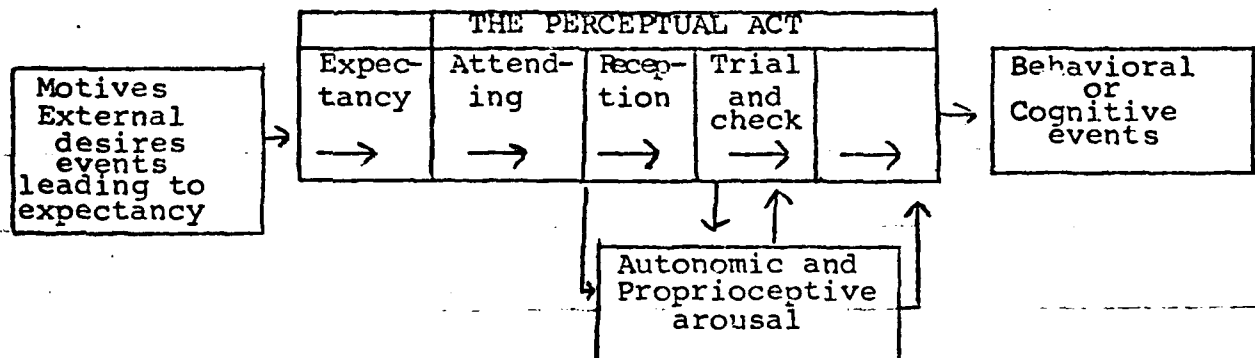 THE PERCEPTUAL ACT
Motives
External
desires
events
leading to
expectancy
Expec-
tancy
Attend-
ing
Recep-
tion
Trial
and
check
Behavioral
or
Cognitive
events
Autonomic and
Proprioceptive
arousal